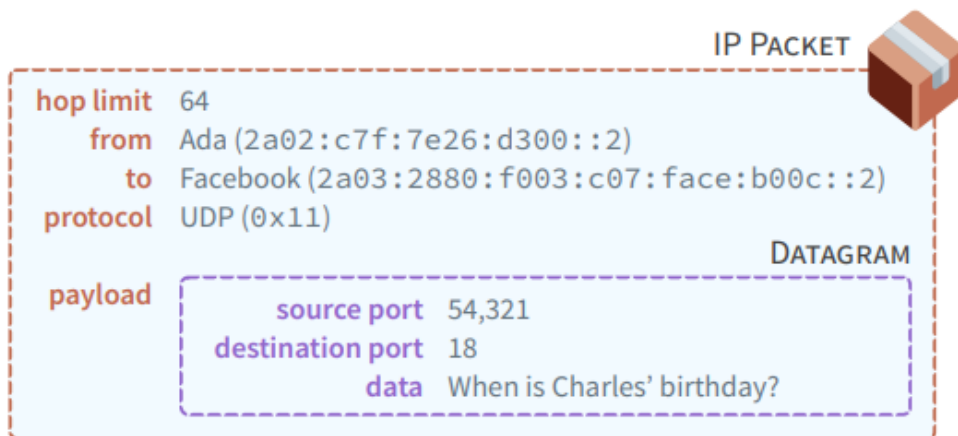 IP PACKET
hop limit 64
from Ada (2a02:c7f:7e26:d300::2)
to Facebook (2a03:2880:f003:c07:face:b00c::2)
protocol UDP (0x11)
DATAGRAM
payload
source port 54,321
destination port 18
data When is Charles’ birthday?